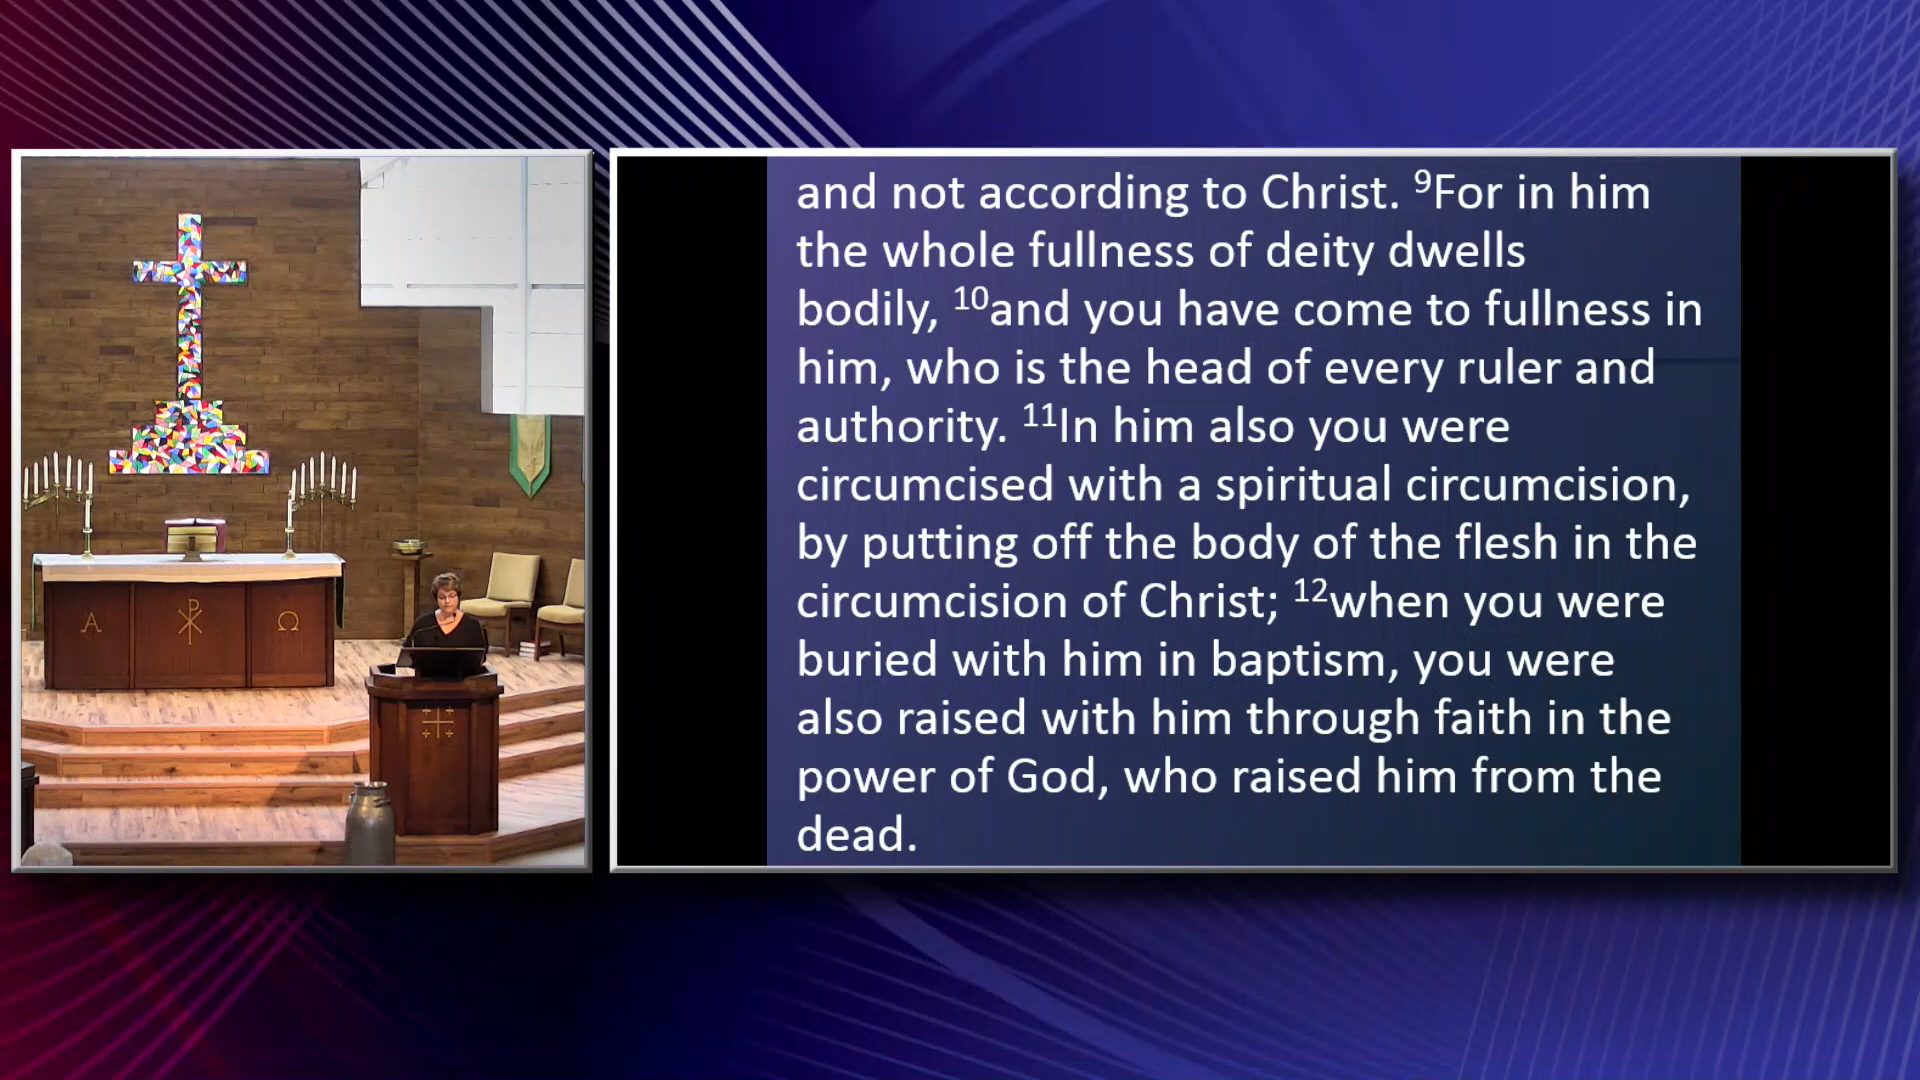 and not according to Christ. ⁹For in him
the whole fullness of deity dwells
bodily, ¹⁰and you have come to fullness in
him, who is the head of every ruler and
authority. ¹¹In him also you were
circumcised with a spiritual circumcision,
by putting off the body of the flesh in the
circumcision of Christ; ¹²when you were
buried with him in baptism, you were
also raised with him through faith in the
power of God, who raised him from the
dead.
Α ☧ Ω